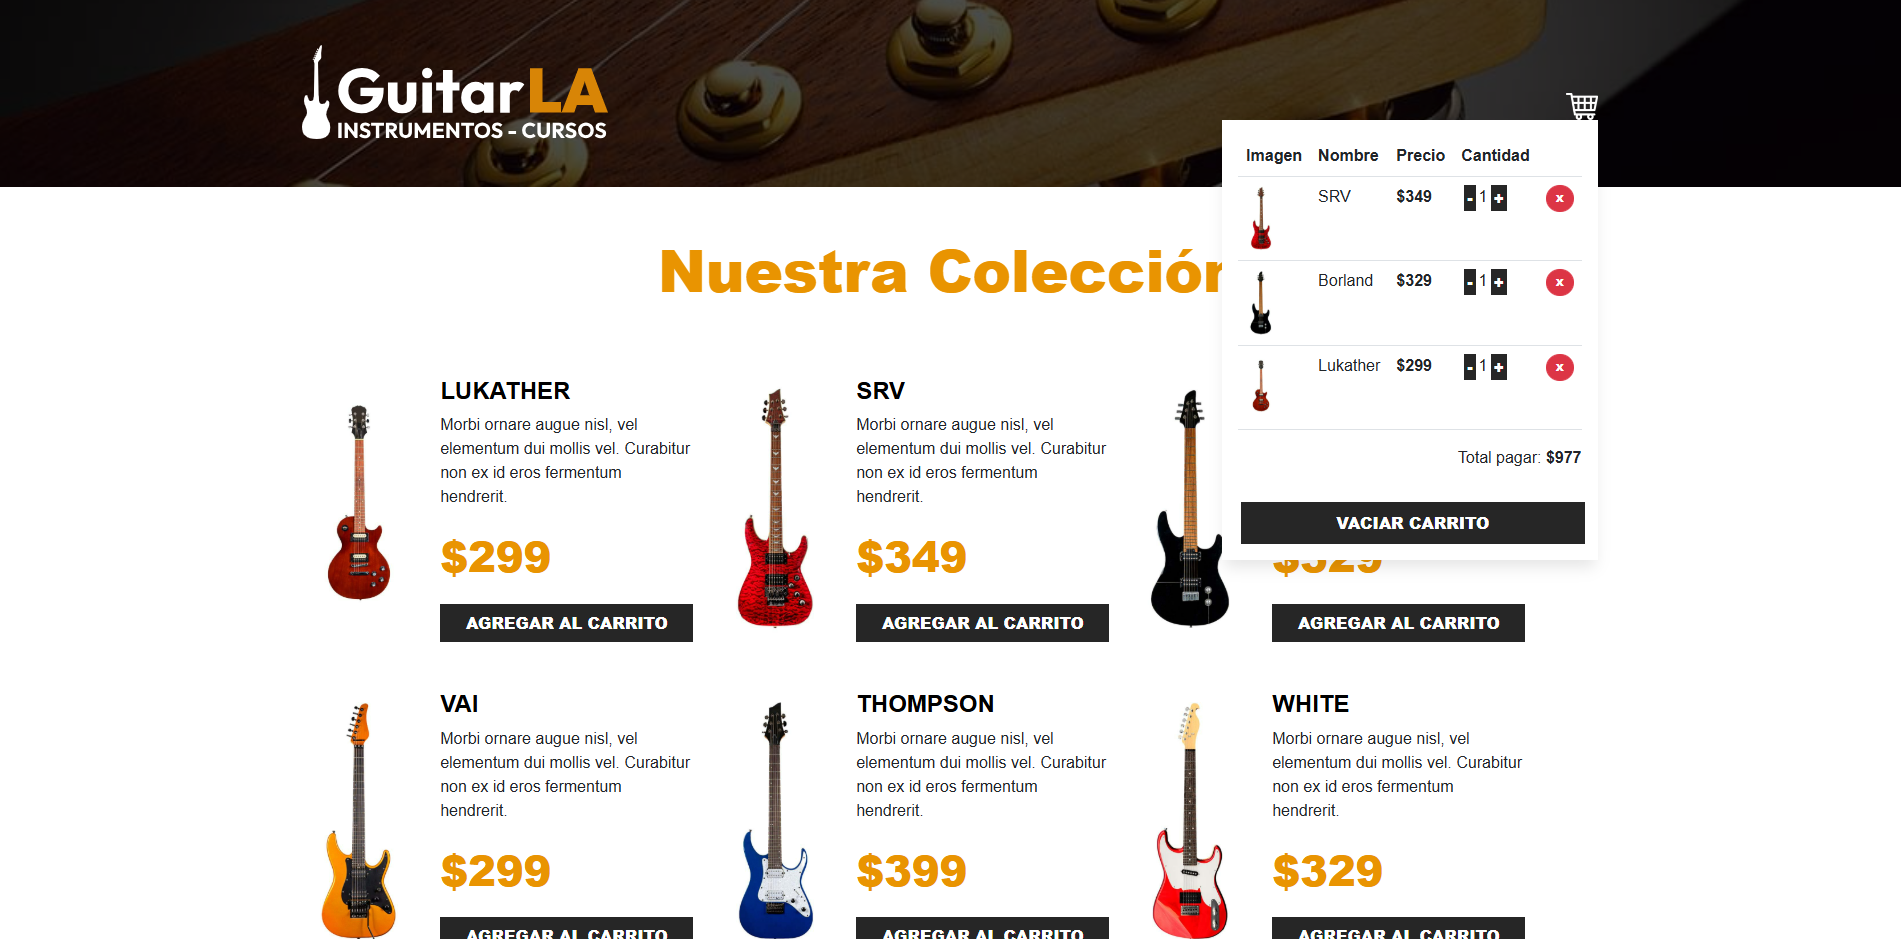 GuitarLA
INSTRUMENTOS - CURSOS
Imagen Nombre Precio Cantidad
SRV $349 - 1 + x
Borland $329 - 1 + x
Lukather $299 - 1 + x
Total pagar: $977
VACIAR CARRITO
Nuestra Colección
LUKATHER
Morbi ornare augue nisl, vel
elementum dui mollis vel. Curabitur
non ex id eros fermentum
hendrerit.
$299
AGREGAR AL CARRITO
SRV
Morbi ornare augue nisl, vel
elementum dui mollis vel. Curabitur
non ex id eros fermentum
hendrerit.
$349
AGREGAR AL CARRITO
$329
AGREGAR AL CARRITO
VAI
Morbi ornare augue nisl, vel
elementum dui mollis vel. Curabitur
non ex id eros fermentum
hendrerit.
$299
AGREGAR AL CARRITO
THOMPSON
Morbi ornare augue nisl, vel
elementum dui mollis vel. Curabitur
non ex id eros fermentum
hendrerit.
$399
AGREGAR AL CARRITO
WHITE
Morbi ornare augue nisl, vel
elementum dui mollis vel. Curabitur
non ex id eros fermentum
hendrerit.
$329
AGREGAR AL CARRITO